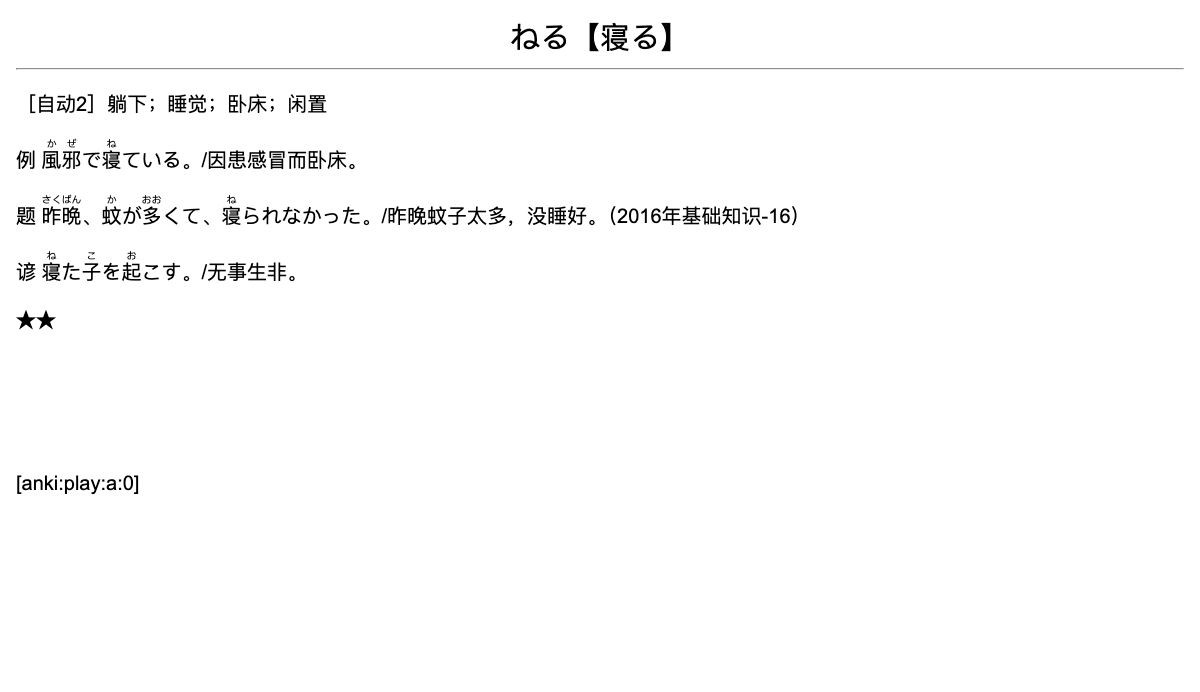 ねる【寝る】
［自动2］躺下；睡觉；卧床；闲置
かぜ ね
例 風邪で寝ている。/因患感冒而卧床。
さくばん か おお ね
题 昨晩、蚊が多くて、寝られなかった。/昨晚蚊子太多，没睡好。（2016年基础知识-16）
ね こ お
谚 寝た子を起こす。/无事生非。
★★
[anki:play:a:0]